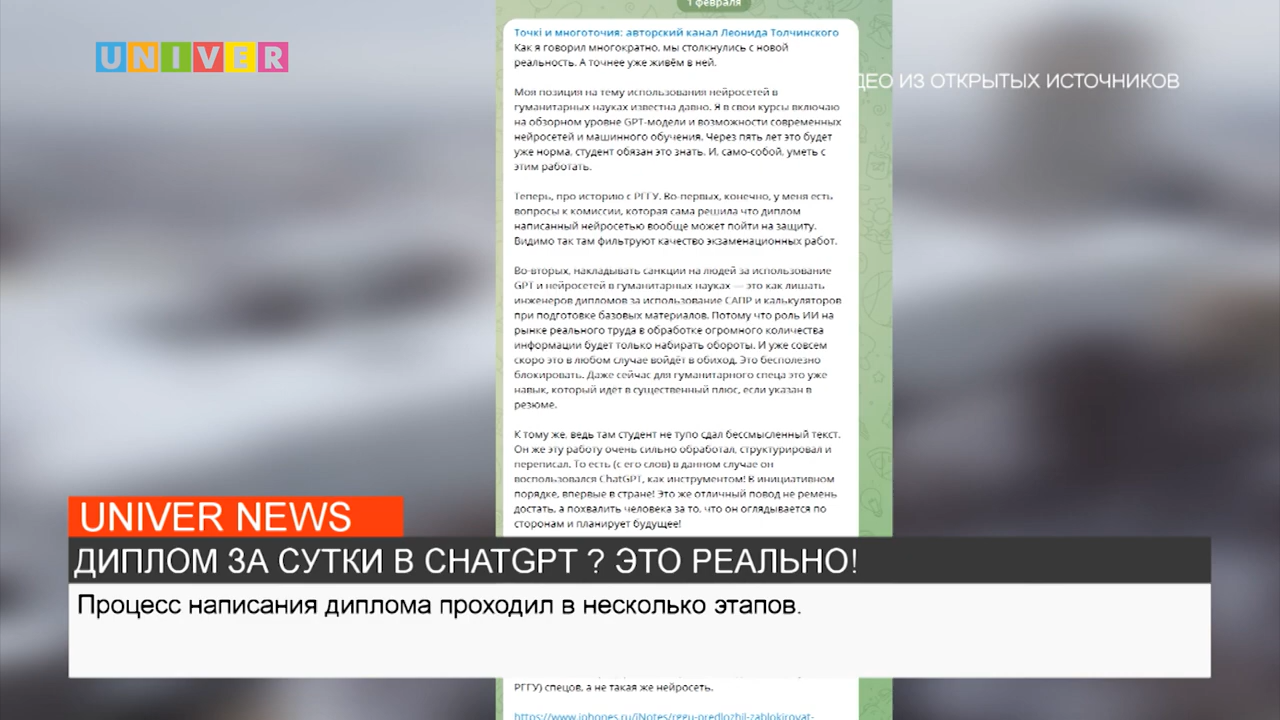 1 февраля
UNIVER
ДЕО ИЗ ОТКРЫТЫХ ИСТОЧНИКОВ
Точкi и многоточия: авторский канал Леонида Толчинского
Как я говорил многократно, мы столкнулись с новой
реальность. А точнее уже живём в ней.
Моя позиция на тему использования нейросетей в
гуманитарных науках известна давно. Я в свои курсы включаю
на обзорном уровне GPT-модели и возможности современных
нейросетей и машинного обучения. Через пять лет это будет
уже норма, студент обязан это знать. И, само-собой, уметь с
этим работать.
Теперь, про историю с РГГУ. Во-первых, конечно, у меня есть
вопросы к комиссии, которая сама решила что диплом
написанный нейросетью вообще может пойти на защиту.
Видимо так там фильтруют качество экзаменационных работ.
Во-вторых, накладывать санкции на людей за использование
GPT и нейросетей в гуманитарных науках — это как лишать
инженеров дипломов за использование САПР и калькуляторов
при подготовке базовых материалов. Потому что роль ИИ на
рынке реального труда в обработке огромного количества
информации будет только набирать обороты. И уже совсем
скоро это в любом случае войдёт в обиход. Это бесполезно
блокировать. Даже сейчас для гуманитарного спеца это уже
навык, который идёт в существенный плюс, если указан в
резюме.
К тому же, ведь там студент не тупо сдал бессмысленный текст.
Он же эту работу очень сильно обработал, структурировал и
переписал. То есть (с его слов) в данном случае он
воспользовался ChatGPT, как инструментом! В инициативном
порядке, впервые в стране! Это же отличный повод не ремень
достать, а похвалить человека за то, что он оглядывается по
сторонам и планирует будущее!
UNIVER NEWS
ДИПЛОМ ЗА СУТКИ В CHATGPT ? ЭТО РЕАЛЬНО!
Процесс написания диплома проходил в несколько этапов.
РГГУ) спецов, а не такая же нейросеть.
https://www.iphones.ru/iNotes/rggu-predlozhil-zablokirovat-